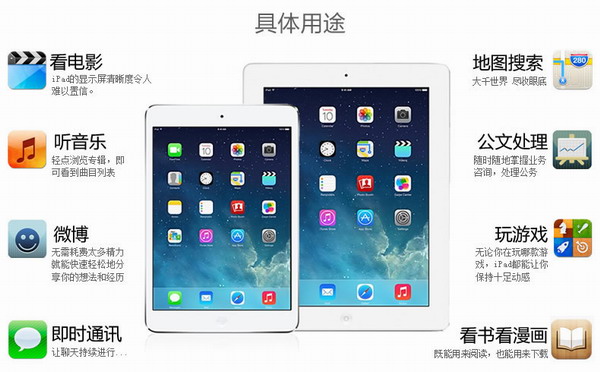 具体用途
看电影
iPad的显示屏清晰度令人
难以置信。
听音乐
轻点浏览专辑，即
可看到曲目列表
微博
无需耗费太多精力
就能快速轻松地分
享你的想法和经历
即时通讯
让聊天持续进行...
地图搜索
大千世界 尽收眼底
280
公文处理
随时随地掌握业务
咨询，处理公务
玩游戏
无论你在玩哪款游
戏，iPad都能让你
保持十足动感
看书看漫画
既能用来阅读，也能用来下载